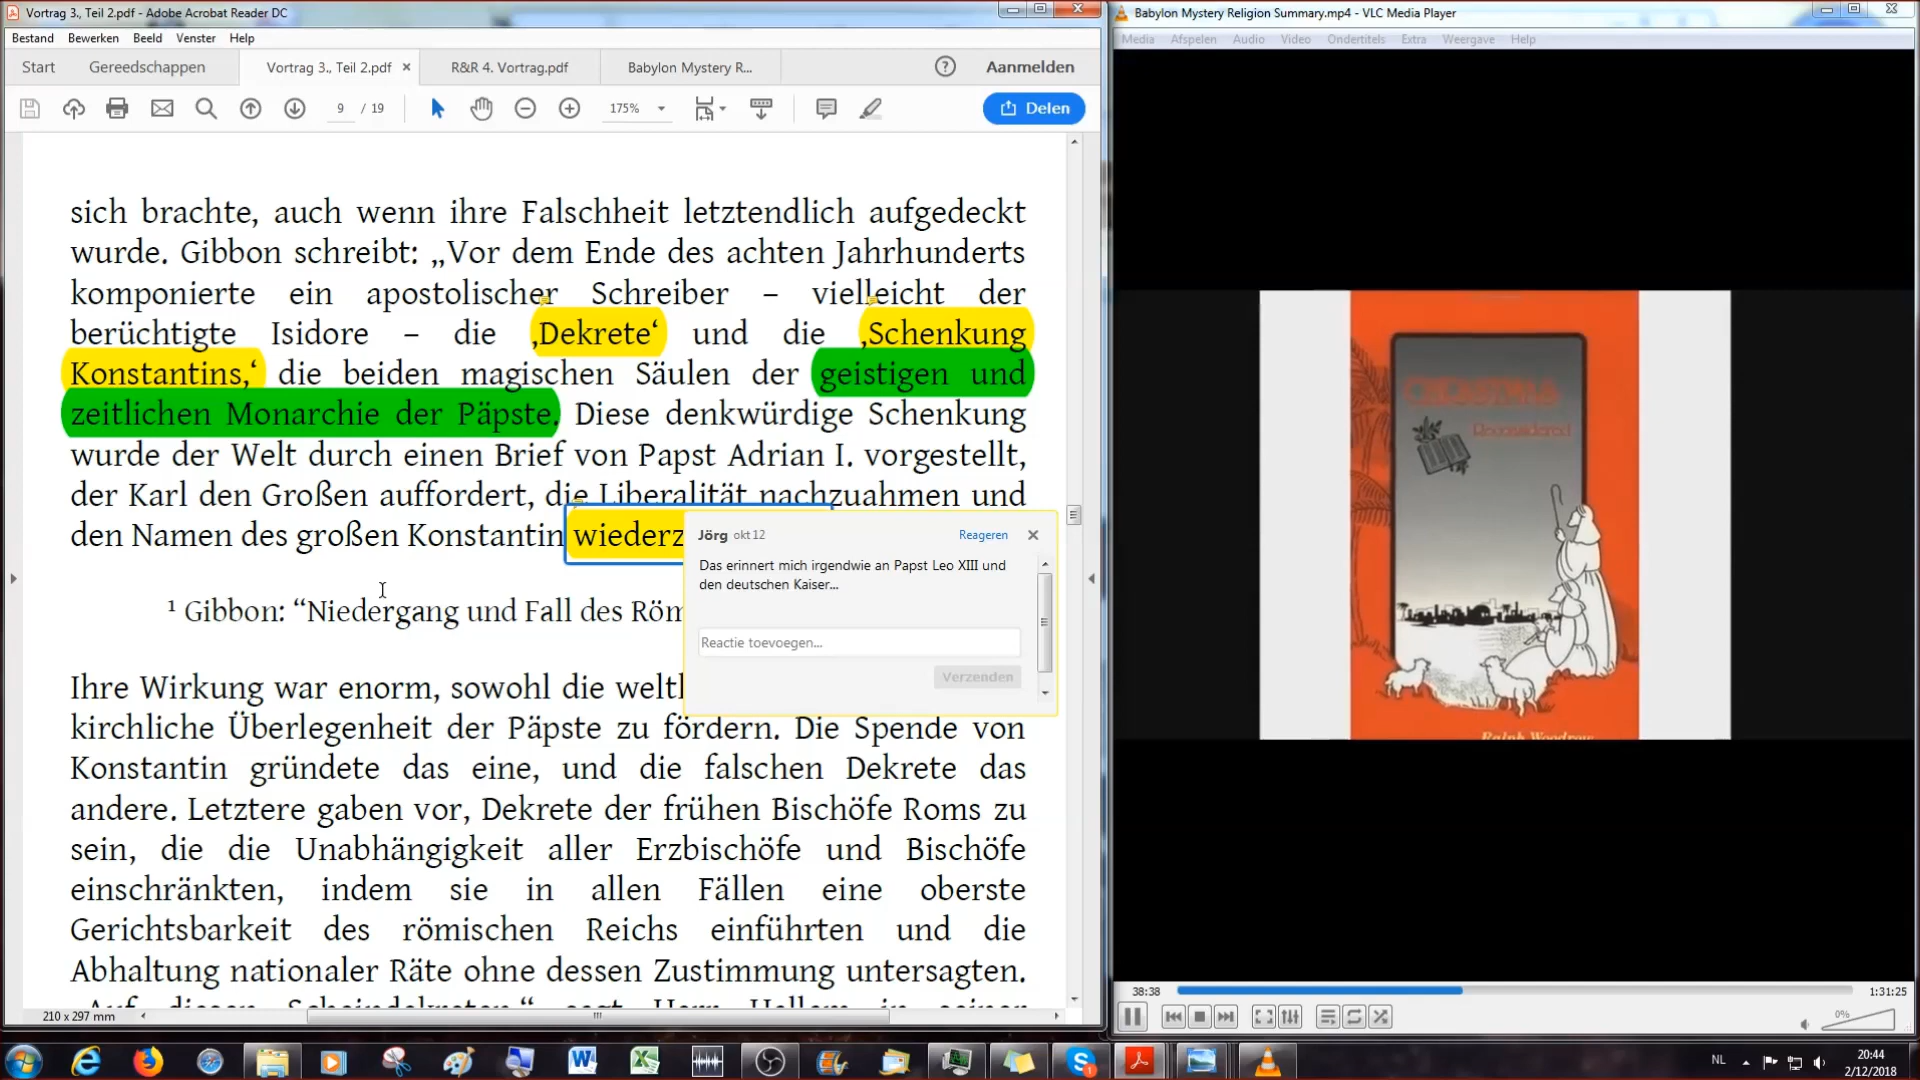 Vortrag 3., Teil 2.pdf - Adobe Acrobat Reader DC
Bestand Bewerken Beeld Venster Help
Start Gereedschappen Vortrag 3., Teil 2.pdf × R&R 4. Vortrag.pdf Babylon Mystery R... Aanmelden
9 / 19 175% Delen
sich brachte, auch wenn ihre Falschheit letztendlich aufgedeckt
wurde. Gibbon schreibt: „Vor dem Ende des achten Jahrhunderts
komponierte ein apostolischer Schreiber – vielleicht der
berüchtigte Isidore – die ‚Dekrete‘ und die ‚Schenkung
Konstantins,‘ die beiden magischen Säulen der geistigen und
zeitlichen Monarchie der Päpste. Diese denkwürdige Schenkung
wurde der Welt durch einen Brief von Papst Adrian I. vorgestellt,
der Karl den Großen auffordert, die Liberalität nachzuahmen und
den Namen des großen Konstantin wiederz
Jörg okt 12 Reageren
Das erinnert mich irgendwie an Papst Leo XIII und
den deutschen Kaiser...
Reactie toevoegen...
Verzenden
¹ Gibbon: “Niedergang und Fall des Röm
Ihre Wirkung war enorm, sowohl die weltl
kirchliche Überlegenheit der Päpste zu fördern. Die Spende von
Konstantin gründete das eine, und die falschen Dekrete das
andere. Letztere gaben vor, Dekrete der frühen Bischöfe Roms zu
sein, die die Unabhängigkeit aller Erzbischöfe und Bischöfe
einschränkten, indem sie in allen Fällen eine oberste
Gerichtsbarkeit des römischen Reichs einführten und die
Abhaltung nationaler Räte ohne dessen Zustimmung untersagten.
210 x 297 mm
Babylon Mystery Religion Summary.mp4 - VLC Media Player
Media Afspelen Audio Video Ondertitels Extra Weergave Help
CHRISTMAS
Reconsidered
Ralph Woodrow
38:38 1:31:25
0%
NL 20:44
2/12/2018